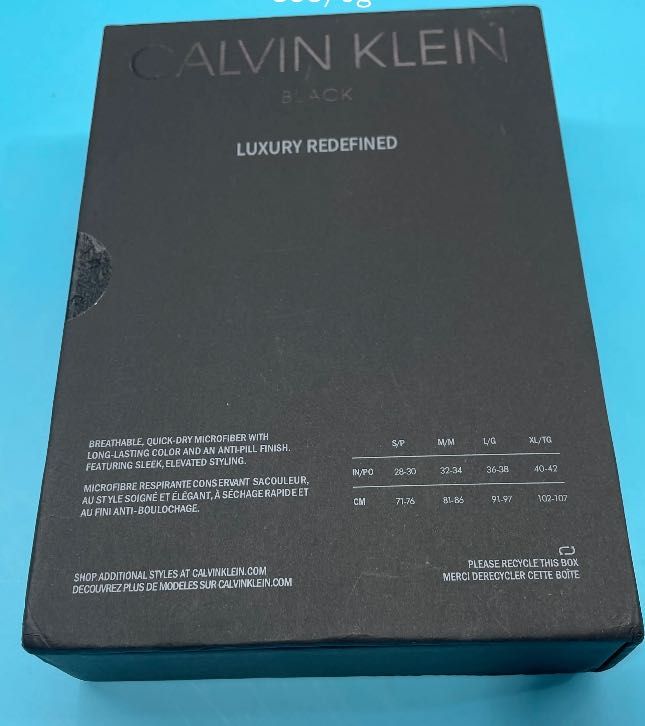 CALVIN KLEIN
BLACK
LUXURY REDEFINED
BREATHABLE, QUICK-DRY MICROFIBER WITH
LONG-LASTING COLOR AND AN ANTI-PILL FINISH.
FEATURING SLEEK, ELEVATED STYLING.
MICROFIBRE RESPIRANTE CONSERVANT SA COULEUR,
AU STYLE SOIGNÉ ET ÉLÉGANT, À SÉCHAGE RAPIDE ET
AU FINI ANTI-BOULOCHAGE.
S/P M/M L/G XL/TG
IN/PO 28-30 32-34 36-38 40-42
CM 71-76 81-86 91-97 102-107
SHOP ADDITIONAL STYLES AT CALVINKLEIN.COM
DECOUVREZ PLUS DE MODELES SUR CALVINKLEIN.COM
PLEASE RECYCLE THIS BOX
MERCI DE RECYCLER CETTE BOÎTE